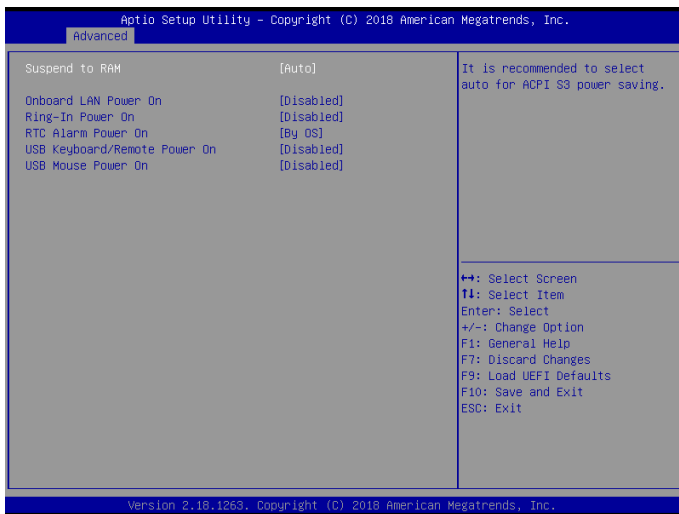 Aptio Setup Utility – Copyright (C) 2018 American Megatrends, Inc.
Advanced
Suspend to RAM [Auto]
Onboard LAN Power On [Disabled]
Ring-In Power On [Disabled]
RTC Alarm Power On [By OS]
USB Keyboard/Remote Power On [Disabled]
USB Mouse Power On [Disabled]
It is recommended to select
auto for ACPI S3 power saving.
↔: Select Screen
↑↓: Select Item
Enter: Select
+/-: Change Option
F1: General Help
F7: Discard Changes
F9: Load UEFI Defaults
F10: Save and Exit
ESC: Exit
Version 2.18.1263. Copyright (C) 2018 American Megatrends, Inc.